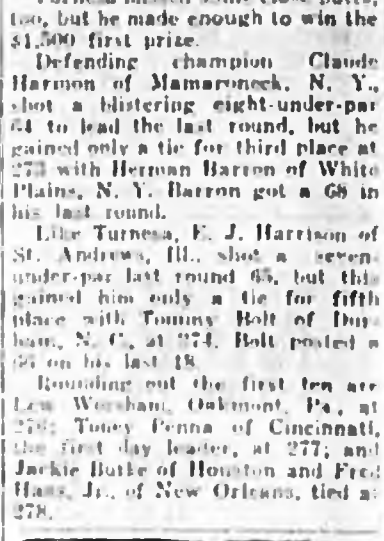 too, but he made enough to win the
$1,500 first prize.
Defending champion Claude
Harmon of Mamaroneck, N. Y.,
shot a blistering eight-under-par
64 to lead the last round, but he
gained only a tie for third place at
273 with Herman Barron of White
Plains, N. Y. Barron got a 68 in
his last round.
Like Turnesa, E. J. Harrison of
St. Andrews, Ill., shot a seven-
under-par last round 65, but this
gained him only a tie for fifth
place with Tommy Bolt of Dur-
ham, N. C., at 274. Bolt posted a
on his last 18.
Rounding out the first ten are
Lew Worsham, Oakmont, Pa., at
Toney Penna of Cincinnati,
the first day leader, at 277; and
Jackie Burke of Houston and Fred
Haas, Jr., of New Orleans, tied at
278.